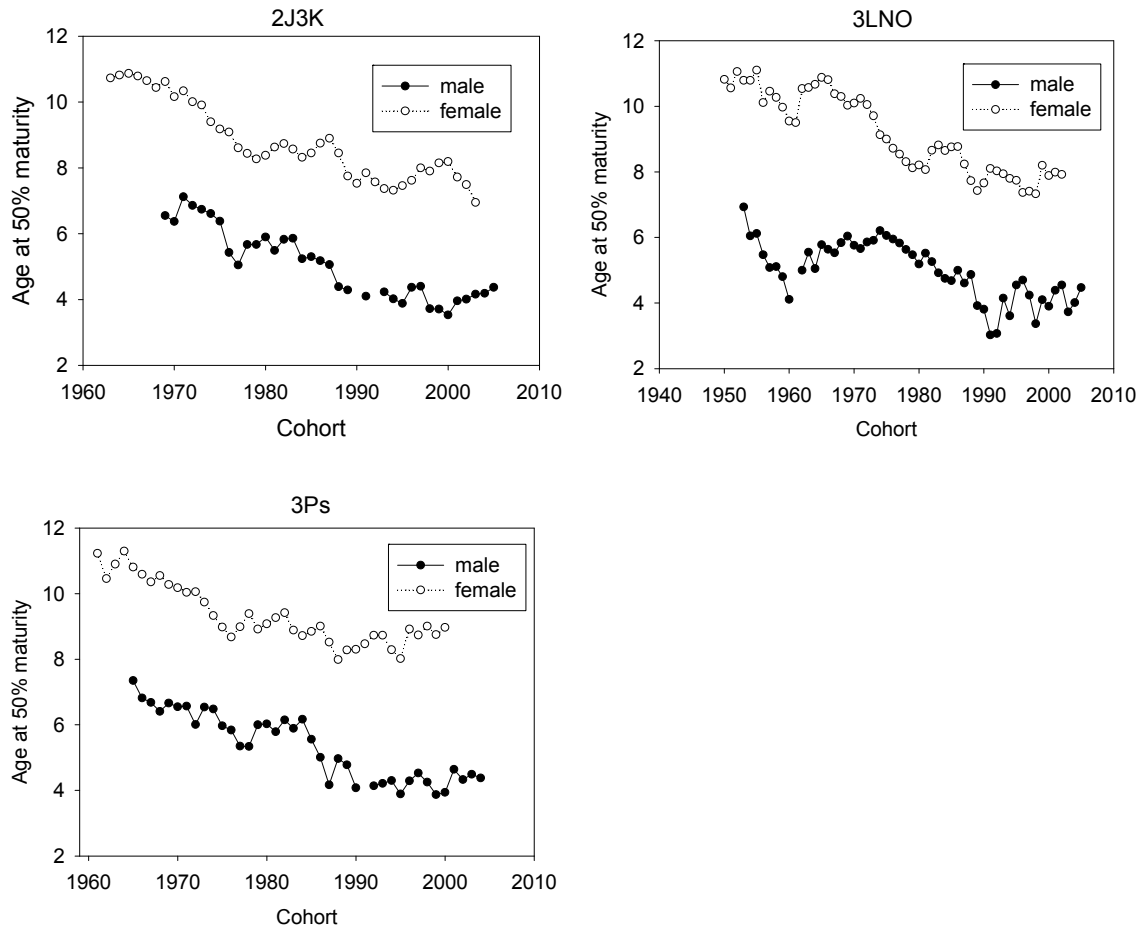 2J3K
12
10
8
6
4
2
Age at 50% maturity
male
female
1960 1970 1980 1990 2000 2010
Cohort
3LNO
12
10
8
6
4
2
Age at 50% maturity
male
female
1940 1950 1960 1970 1980 1990 2000 2010
Cohort
3Ps
12
10
8
6
4
2
Age at 50% maturity
male
female
1960 1970 1980 1990 2000 2010
Cohort